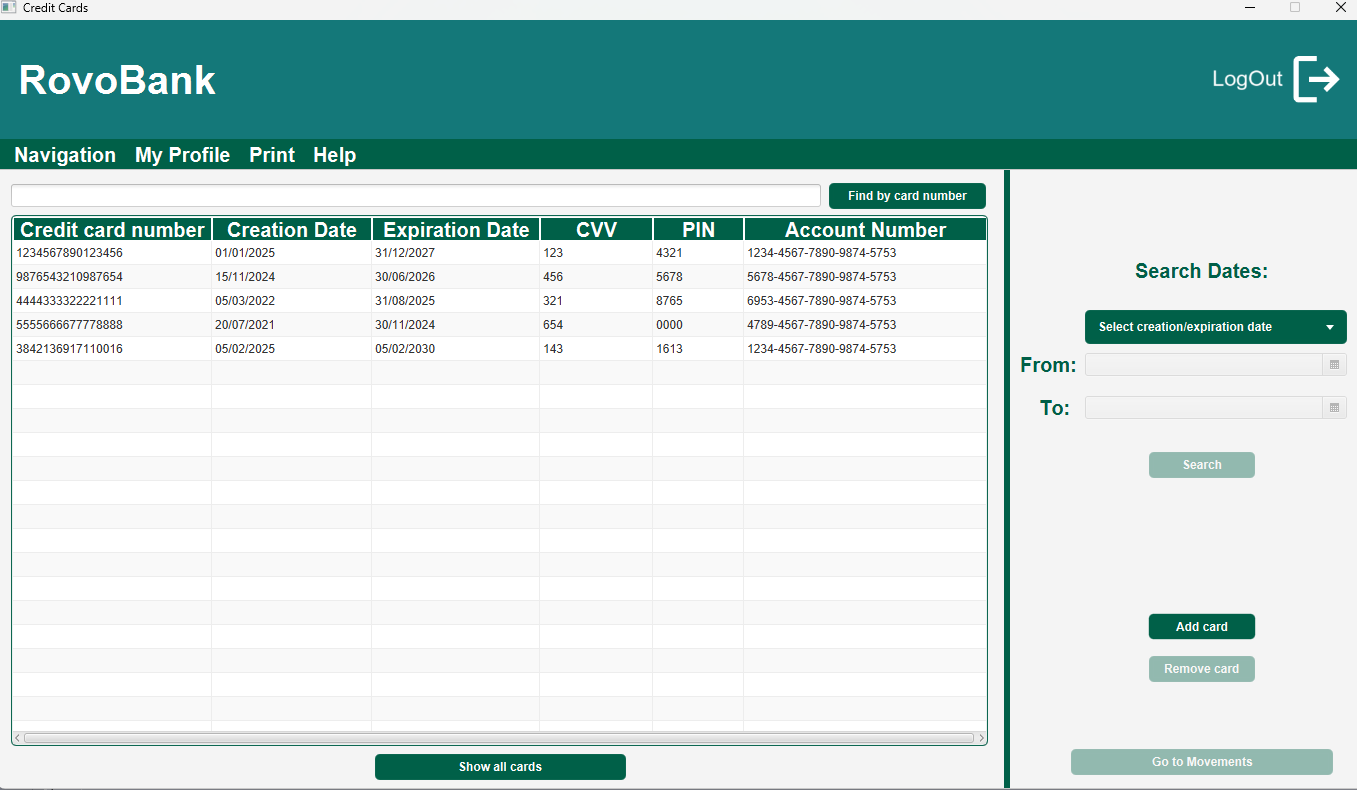 Credit Cards
RovoBank
LogOut
Navigation My Profile Print Help
Find by card number
Credit card number Creation Date Expiration Date CVV PIN Account Number
1234567890123456 01/01/2025 31/12/2027 123 4321 1234-4567-7890-9874-5753
9876543210987654 15/11/2024 30/06/2026 456 5678 5678-4567-7890-9874-5753
4444333322221111 05/03/2022 31/08/2025 321 8765 6953-4567-7890-9874-5753
5555666677778888 20/07/2021 30/11/2024 654 0000 4789-4567-7890-9874-5753
3842136917110016 05/02/2025 05/02/2030 143 1613 1234-4567-7890-9874-5753
Show all cards
Search Dates:
Select creation/expiration date
From:
To:
Search
Add card
Remove card
Go to Movements